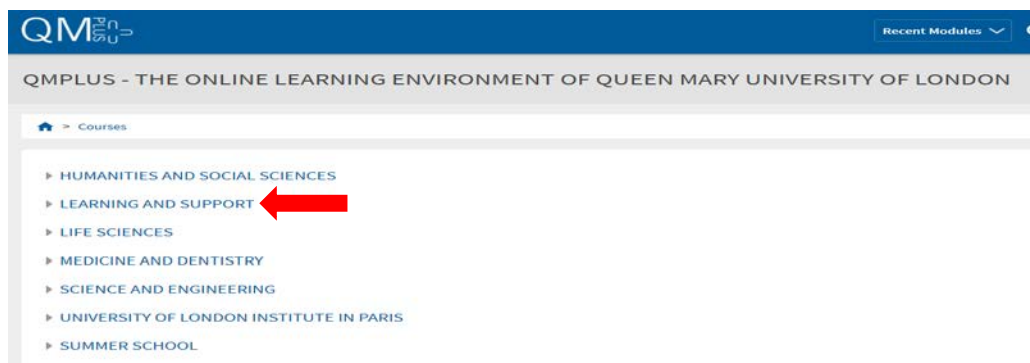 QM PLUS
Recent Modules
QMPLUS - THE ONLINE LEARNING ENVIRONMENT OF QUEEN MARY UNIVERSITY OF LONDON
> Courses
HUMANITIES AND SOCIAL SCIENCES
LEARNING AND SUPPORT
LIFE SCIENCES
MEDICINE AND DENTISTRY
SCIENCE AND ENGINEERING
UNIVERSITY OF LONDON INSTITUTE IN PARIS
SUMMER SCHOOL